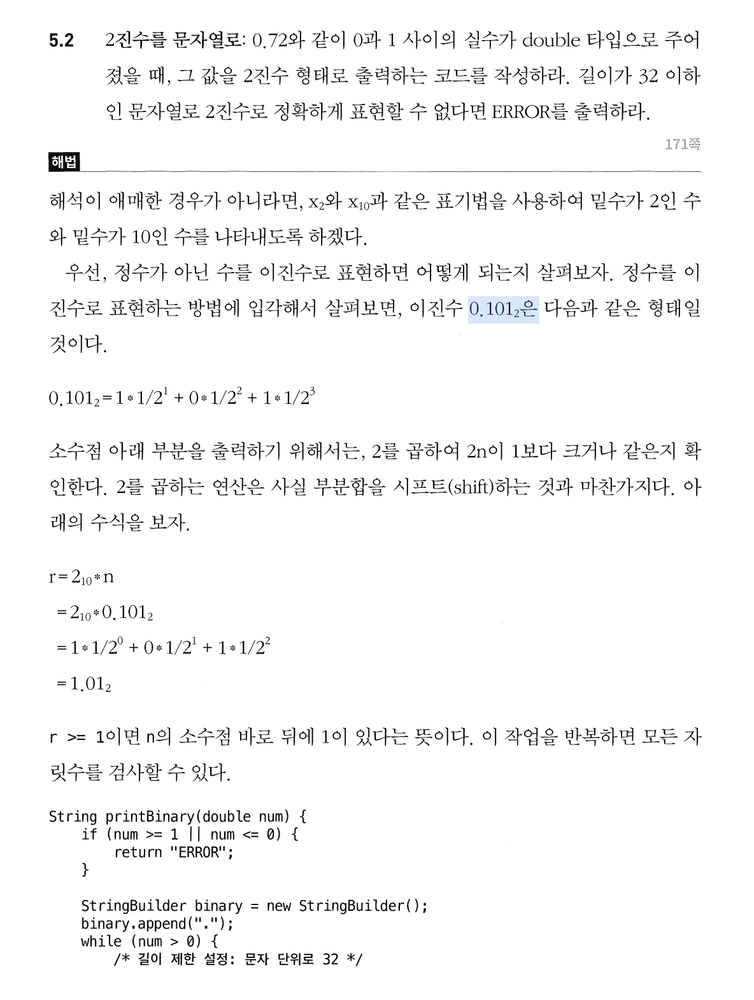 5.2 2진수를 문자열로: 0.72와 같이 0과 1 사이의 실수가 double 타입으로 주어
졌을 때, 그 값을 2진수 형태로 출력하는 코드를 작성하라. 길이가 32 이하
인 문자열로 2진수로 정확하게 표현할 수 없다면 ERROR를 출력하라.
171쪽
해법
해석이 애매한 경우가 아니라면, x₂와 x₁₀과 같은 표기법을 사용하여 밑수가 2인 수
와 밑수가 10인 수를 나타내도록 하겠다.
우선, 정수가 아닌 수를 이진수로 표현하면 어떻게 되는지 살펴보자. 정수를 이
진수로 표현하는 방법에 입각해서 살펴보면, 이진수 0.101₂은 다음과 같은 형태일
것이다.
0.101₂=1*1/2¹ + 0*1/2² + 1*1/2³
소수점 아래 부분을 출력하기 위해서는, 2를 곱하여 2n이 1보다 크거나 같은지 확
인한다. 2를 곱하는 연산은 사실 부분합을 시프트(shift)하는 것과 마찬가지다. 아
래의 수식을 보자.
r=2₁₀*n
=2₁₀*0.101₂
=1*1/2⁰ + 0*1/2¹ + 1*1/2²
=1.01₂
r >= 1이면 n의 소수점 바로 뒤에 1이 있다는 뜻이다. 이 작업을 반복하면 모든 자
릿수를 검사할 수 있다.
String printBinary(double num) {
if (num >= 1 || num <= 0) {
return "ERROR";
}
StringBuilder binary = new StringBuilder();
binary.append(".");
while (num > 0) {
/* 길이 제한 설정: 문자 단위로 32 */